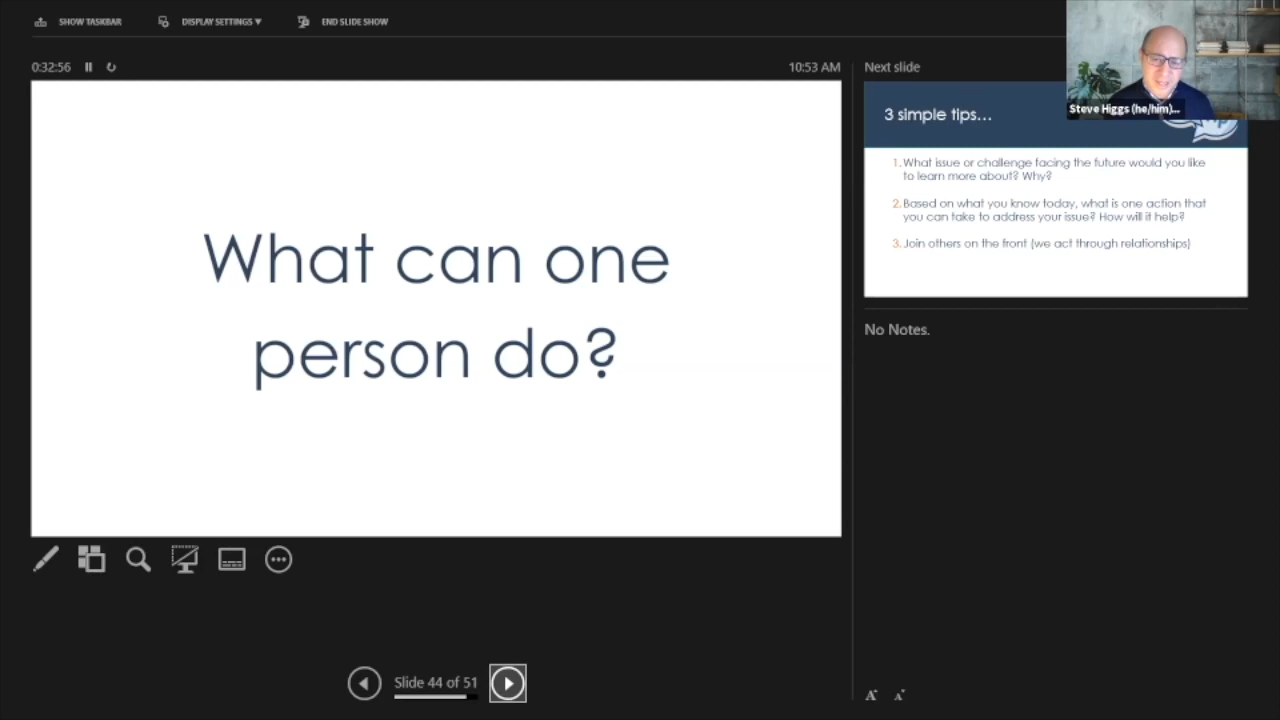 SHOW TASKBAR
DISPLAY SETTINGS ▼
END SLIDE SHOW
0:32:56
10:53 AM
What can one
person do?
Slide 44 of 51
Next slide
Steve Higgs (he/him)...
3 simple tips...
1. What issue or challenge facing the future would you like
to learn more about? Why?
2. Based on what you know today, what is one action that
you can take to address your issue? How will it help?
3. Join others on the front (we act through relationships)
No Notes.
A
A